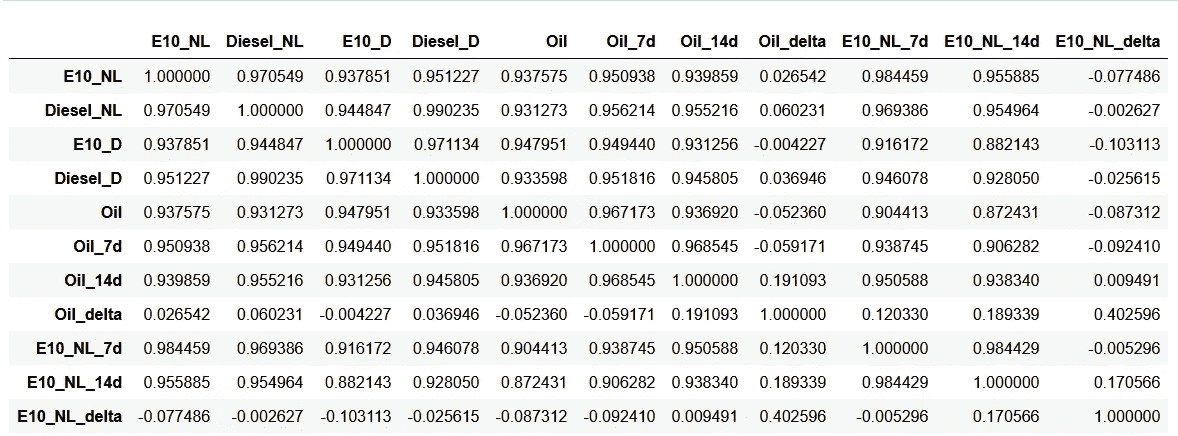 E10_NL Diesel_NL E10_D Diesel_D Oil Oil_7d Oil_14d Oil_delta E10_NL_7d E10_NL_14d E10_NL_delta
E10_NL 1.000000 0.970549 0.937851 0.951227 0.937575 0.950938 0.939859 0.026542 0.984459 0.955885 -0.077486
Diesel_NL 0.970549 1.000000 0.944847 0.990235 0.931273 0.956214 0.955216 0.060231 0.969386 0.954964 -0.002627
E10_D 0.937851 0.944847 1.000000 0.971134 0.947951 0.949440 0.931256 -0.004227 0.916172 0.882143 -0.103113
Diesel_D 0.951227 0.990235 0.971134 1.000000 0.933598 0.951816 0.945805 0.036946 0.946078 0.928050 -0.025615
Oil 0.937575 0.931273 0.947951 0.933598 1.000000 0.967173 0.936920 -0.052360 0.904413 0.872431 -0.087312
Oil_7d 0.950938 0.956214 0.949440 0.951816 0.967173 1.000000 0.968545 -0.059171 0.938745 0.906282 -0.092410
Oil_14d 0.939859 0.955216 0.931256 0.945805 0.936920 0.968545 1.000000 0.191093 0.950588 0.938340 0.009491
Oil_delta 0.026542 0.060231 -0.004227 0.036946 -0.052360 -0.059171 0.191093 1.000000 0.120330 0.189339 0.402596
E10_NL_7d 0.984459 0.969386 0.916172 0.946078 0.904413 0.938745 0.950588 0.120330 1.000000 0.984429 -0.005296
E10_NL_14d 0.955885 0.954964 0.882143 0.928050 0.872431 0.906282 0.938340 0.189339 0.984429 1.000000 0.170566
E10_NL_delta -0.077486 -0.002627 -0.103113 -0.025615 -0.087312 -0.092410 0.009491 0.402596 -0.005296 0.170566 1.000000